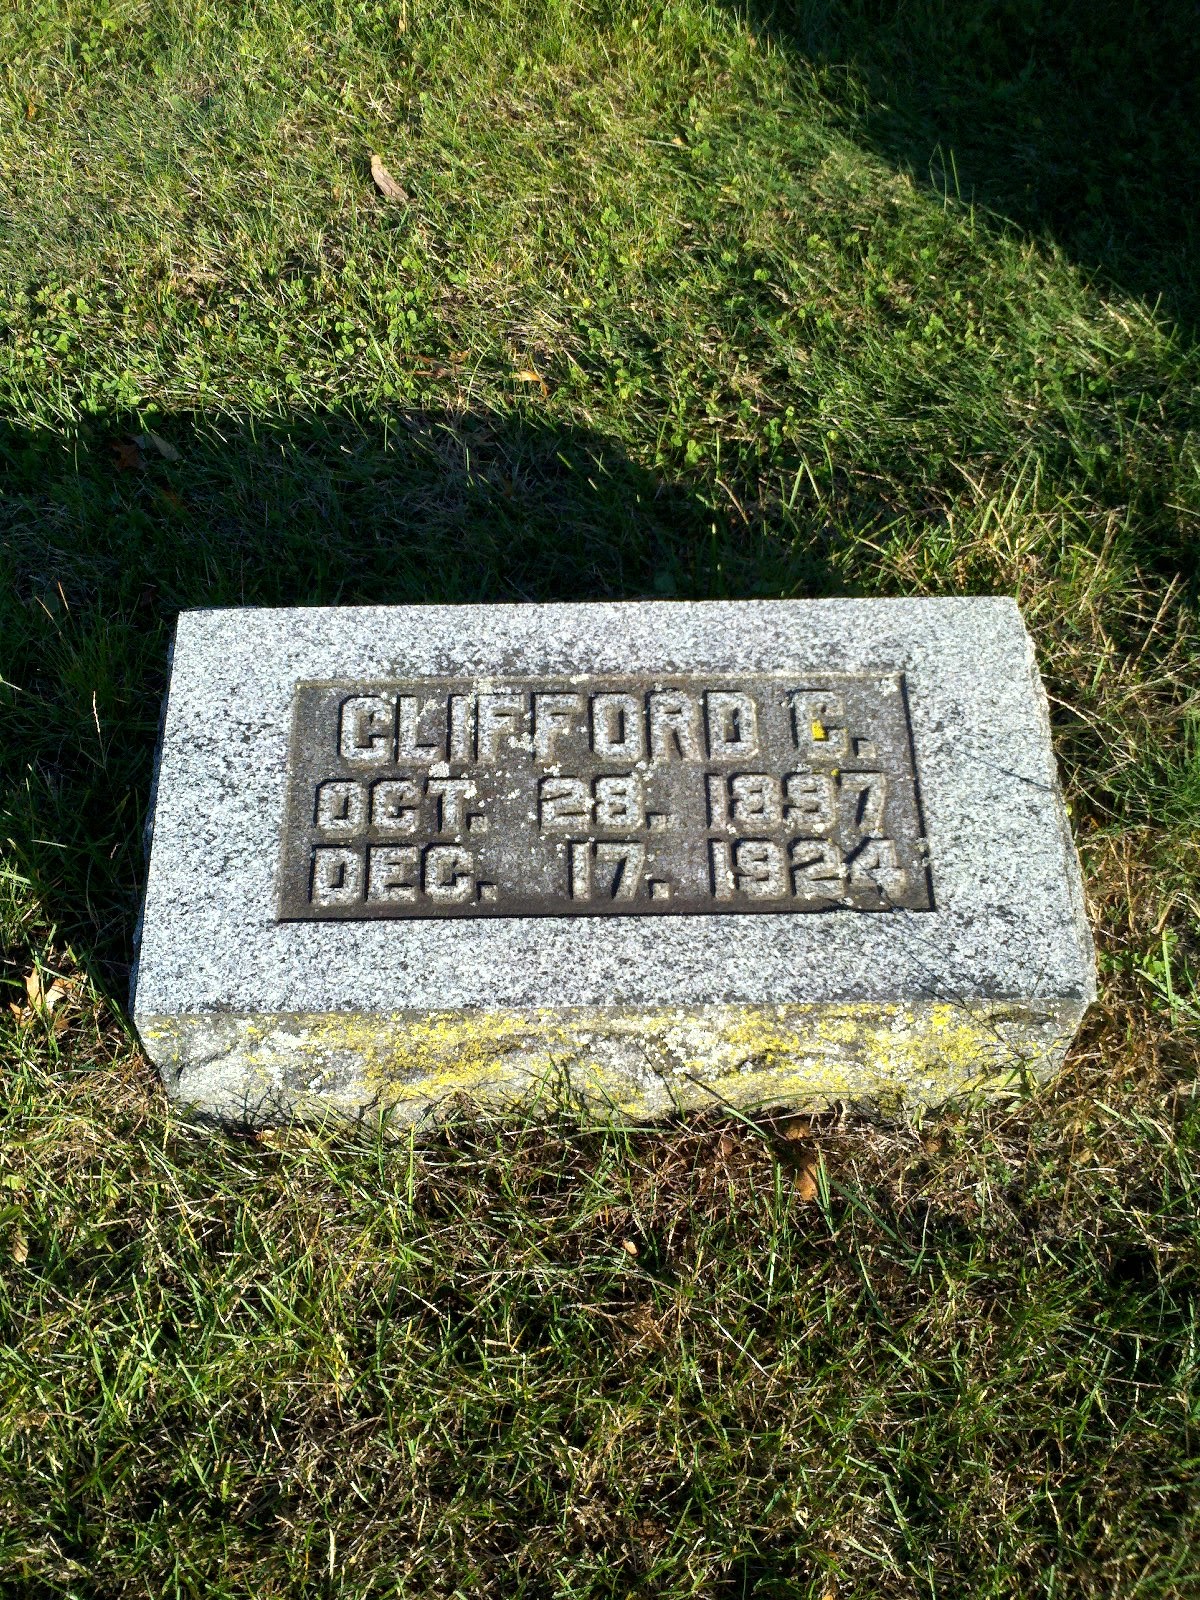 CLIFFORD C.
OCT. 28. 1897
DEC. 17. 1924